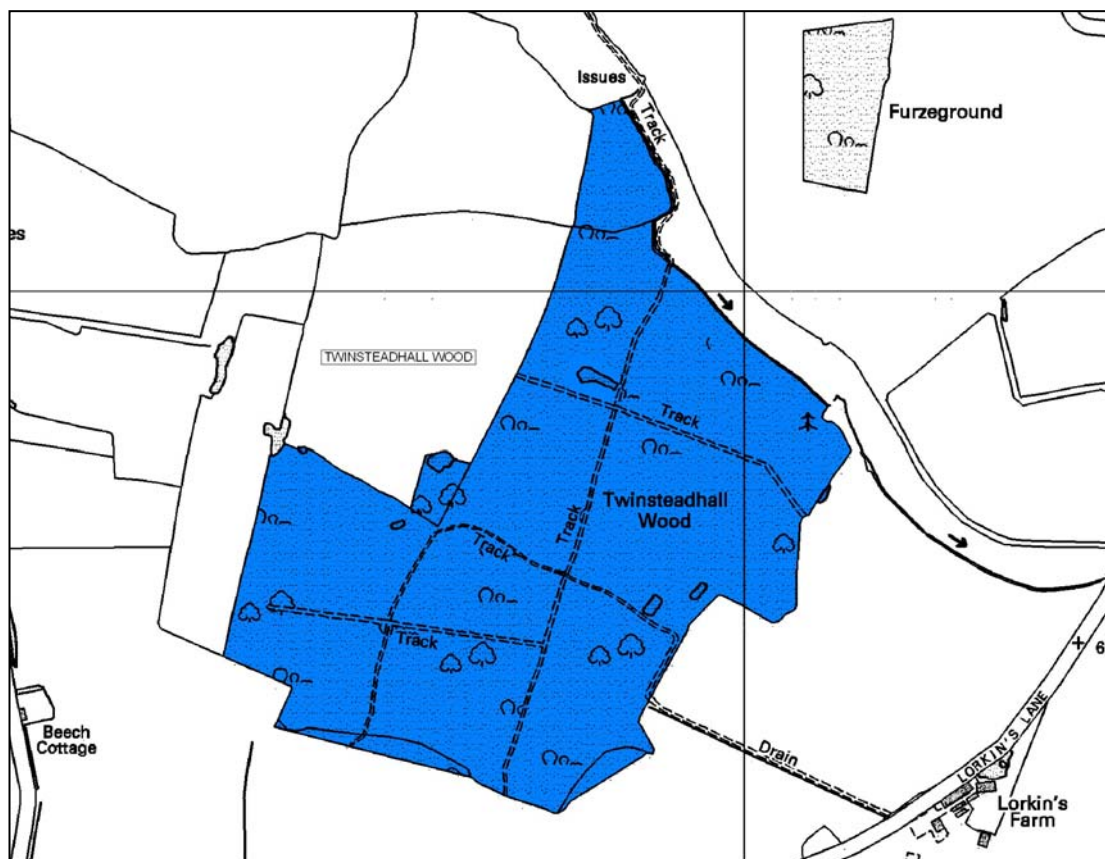 Issues
Track
Furzeground
es
TWINSTEADHALL WOOD
Track
Twinsteadhall
Wood
Track
Track
Track
Beech
Cottage
Drain
LORKIN'S LANE
6
Lorkin's
Farm